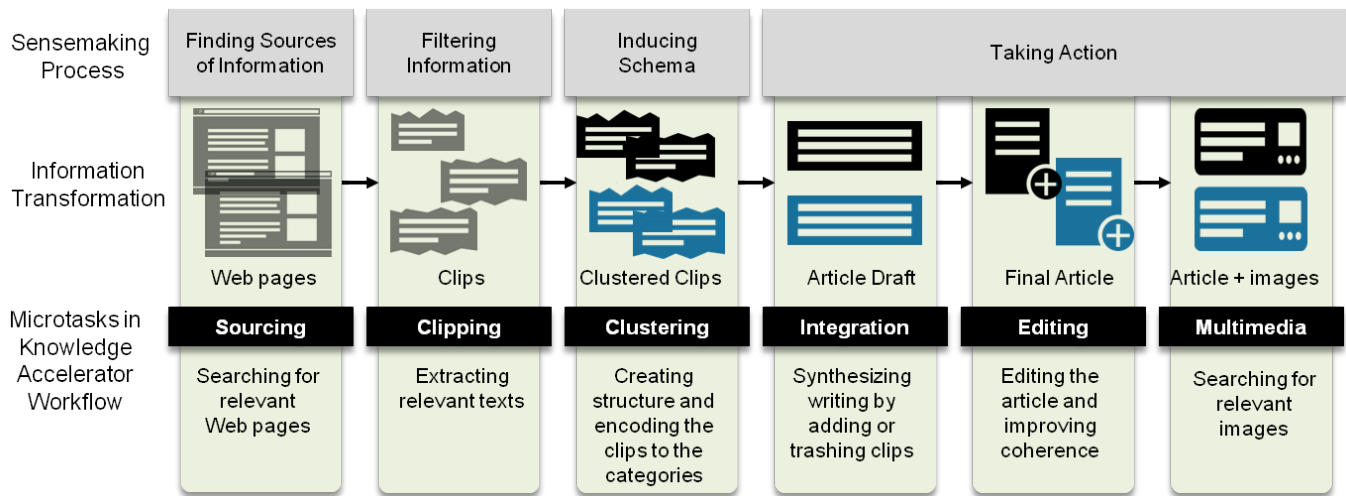 Sensemaking
Process
Finding Sources
of Information
Filtering
Information
Inducing
Schema
Taking Action
Information
Transformation
Web pages
Clips
Clustered Clips
Article Draft
Final Article
Article + images
Microtasks in
Knowledge
Accelerator
Workflow
Sourcing
Clipping
Clustering
Integration
Editing
Multimedia
Searching for
relevant
Web pages
Extracting
relevant texts
Creating
structure and
encoding the
clips to the
categories
Synthesizing
writing by
adding or
trashing clips
Editing the
article and
improving
coherence
Searching for
relevant
images